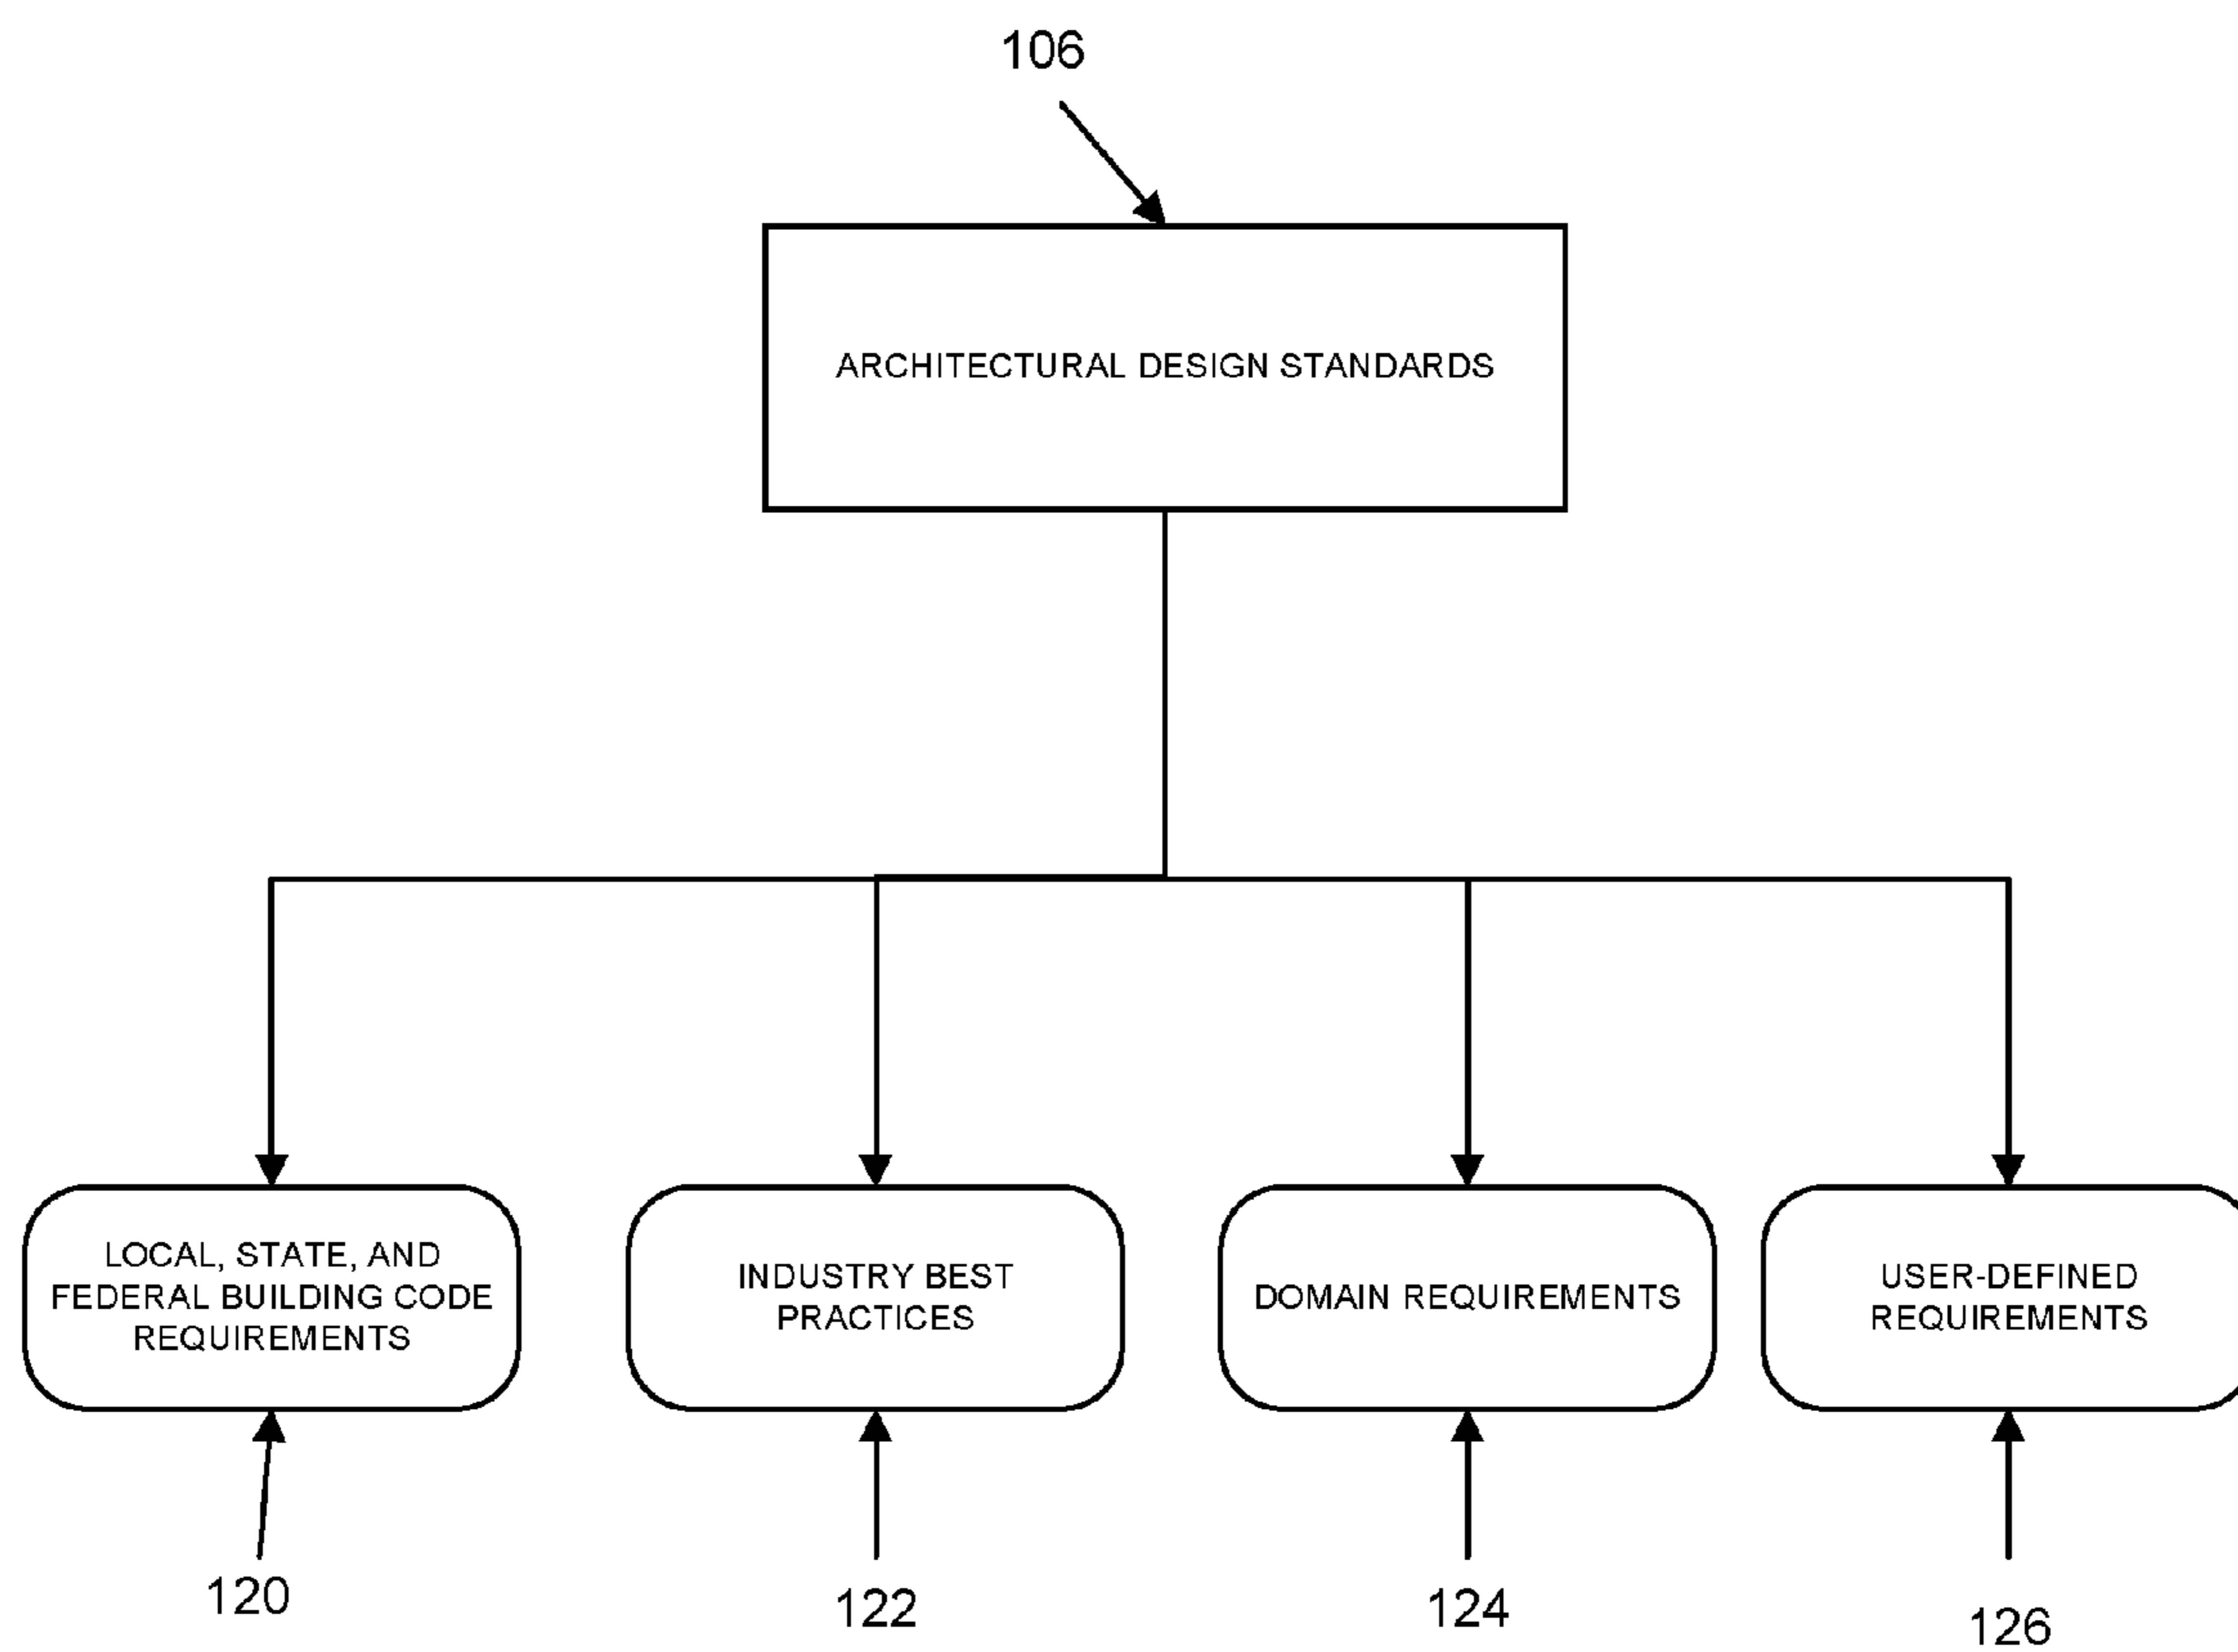 106
ARCHITECTURAL DESIGN STANDARDS
LOCAL, STATE, AND
FEDERAL BUILDING CODE
REQUIREMENTS
INDUSTRY BEST
PRACTICES
DOMAIN REQUIREMENTS
USER-DEFINED
REQUIREMENTS
120
122
124
126